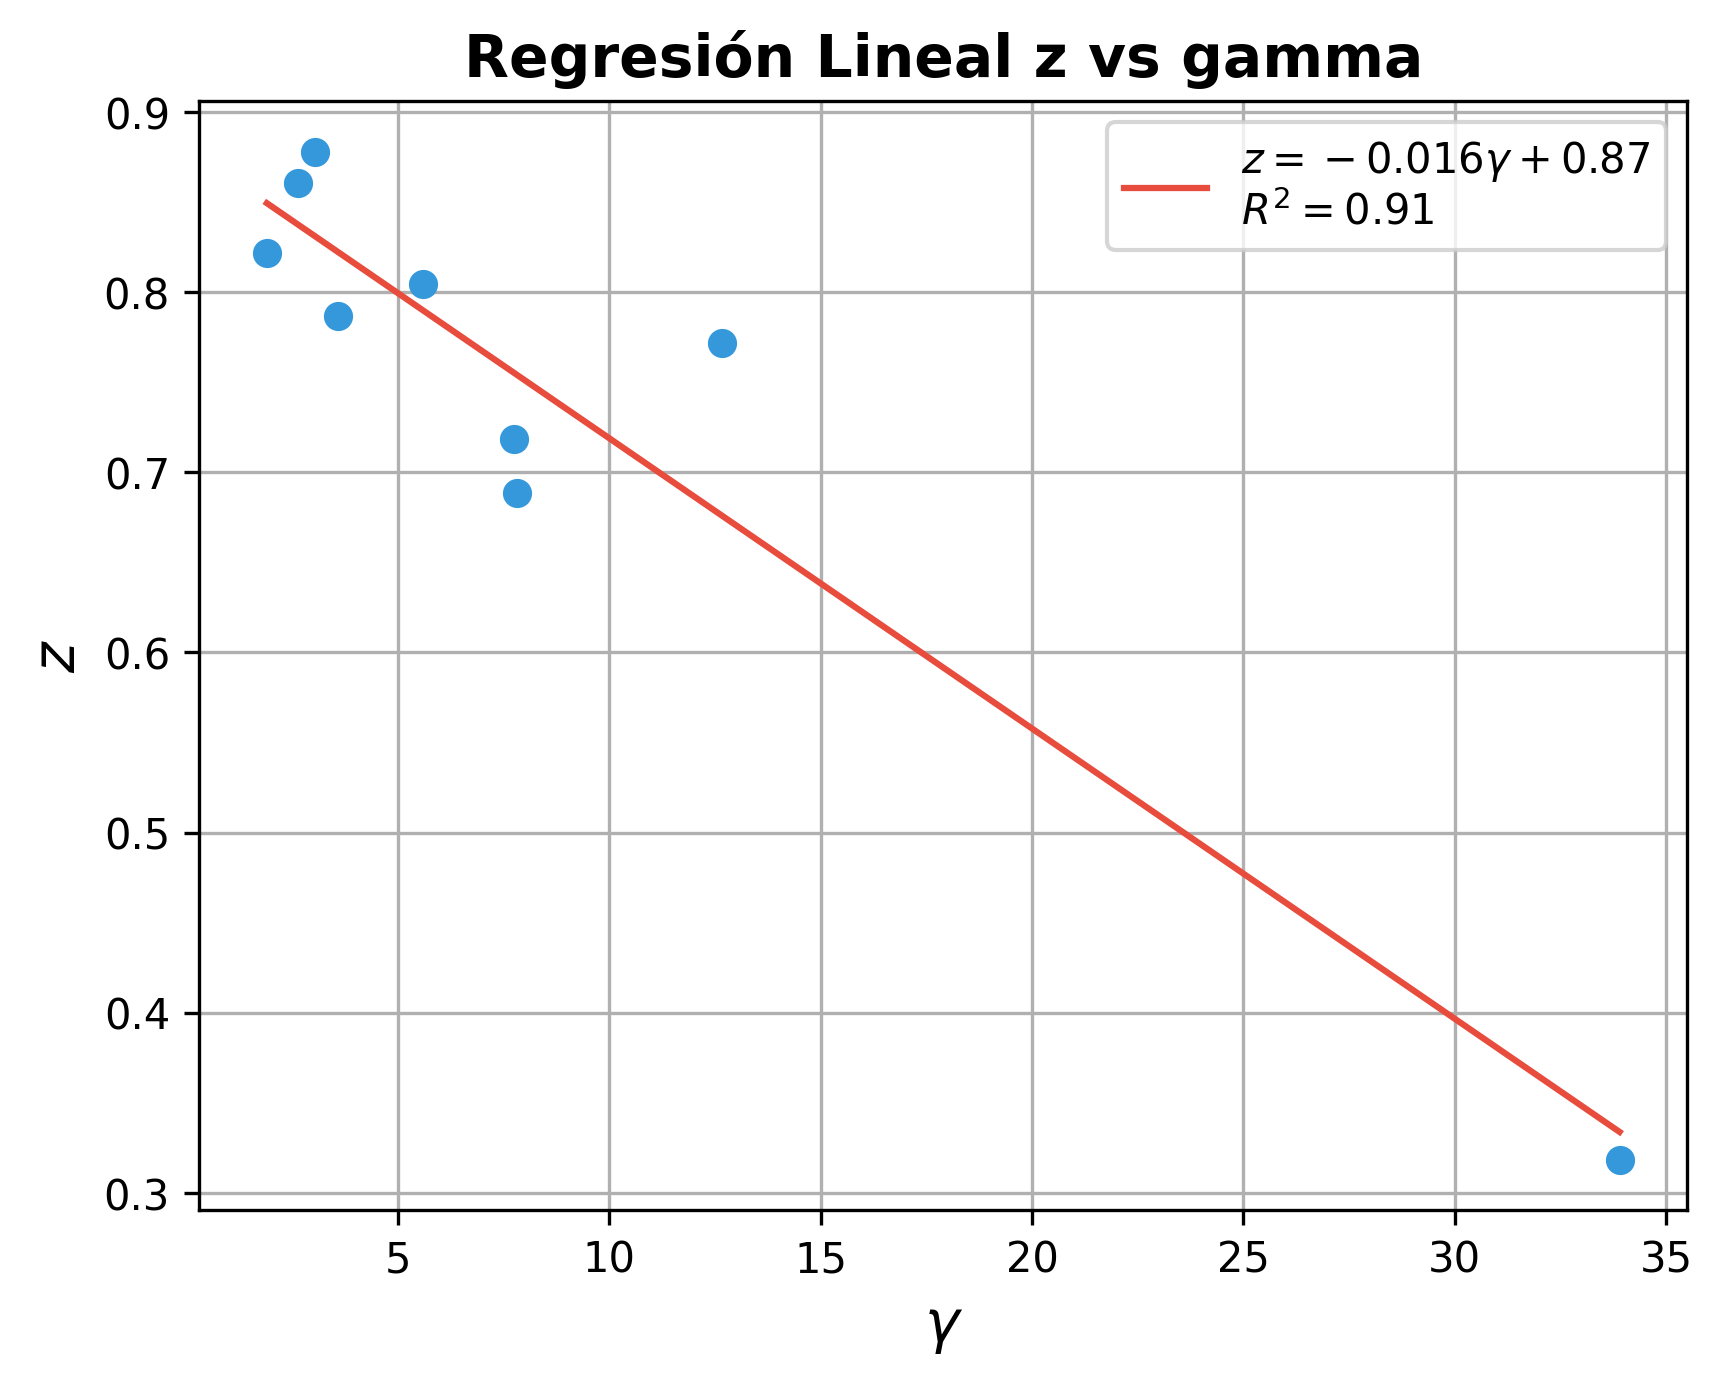 Regresión Lineal z vs gamma
z = −0.016γ + 0.87
R² = 0.91
0.9
0.8
0.7
0.6
0.5
0.4
0.3
z
5 10 15 20 25 30 35
γ